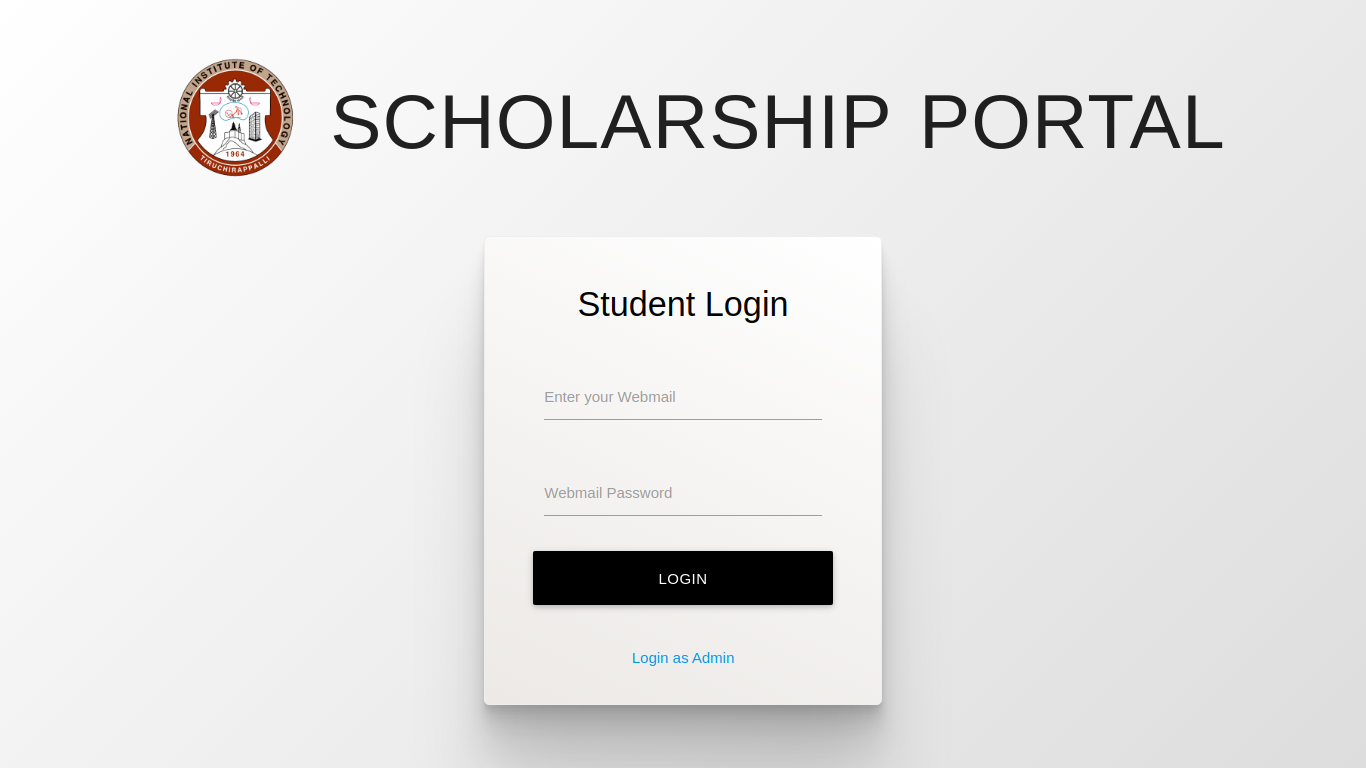 NATIONAL INSTITUTE OF TECHNOLOGY
1964
TIRUCHIRAPPALLI
SCHOLARSHIP PORTAL
Student Login
Enter your Webmail
Webmail Password
LOGIN
Login as Admin